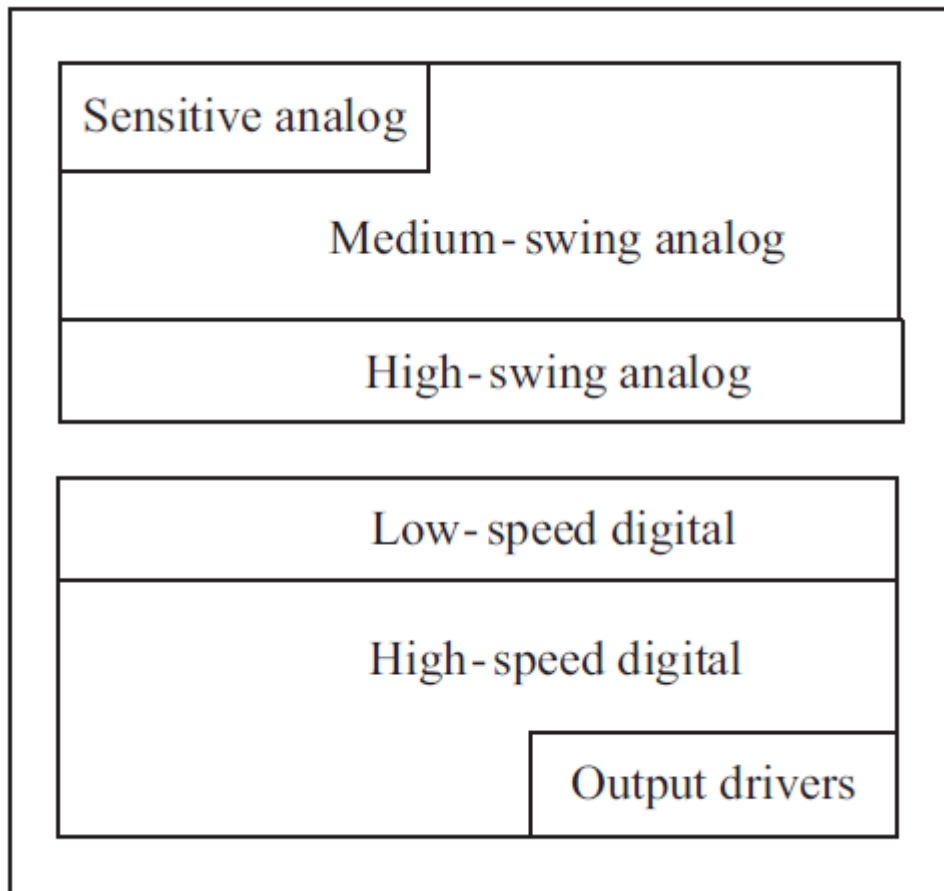 Sensitive analog
Medium-swing analog
High-swing analog
Low-speed digital
High-speed digital
Output drivers